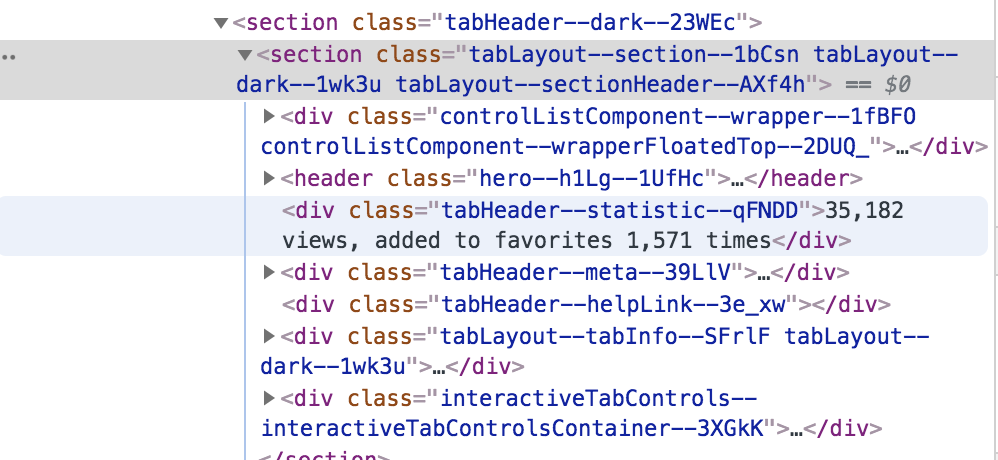 ▼<section class="tabHeader--dark--23WEc">
▼<section class="tabLayout--section--1bCsn tabLayout--
dark--1wk3u tabLayout--sectionHeader--AXf4h"> == $0
▶<div class="controlListComponent--wrapper--1fBFO
controlListComponent--wrapperFloatedTop--2DUQ_">…</div>
▶<header class="hero--h1Lg--1UfHc">…</header>
<div class="tabHeader--statistic--qFNDD">35,182
views, added to favorites 1,571 times</div>
▶<div class="tabHeader--meta--39LlV">…</div>
<div class="tabHeader--helpLink--3e_xw"></div>
▶<div class="tabLayout--tabInfo--SFrlF tabLayout--
dark--1wk3u">…</div>
▶<div class="interactiveTabControls--
interactiveTabControlsContainer--3XGkK">…</div>
</section>